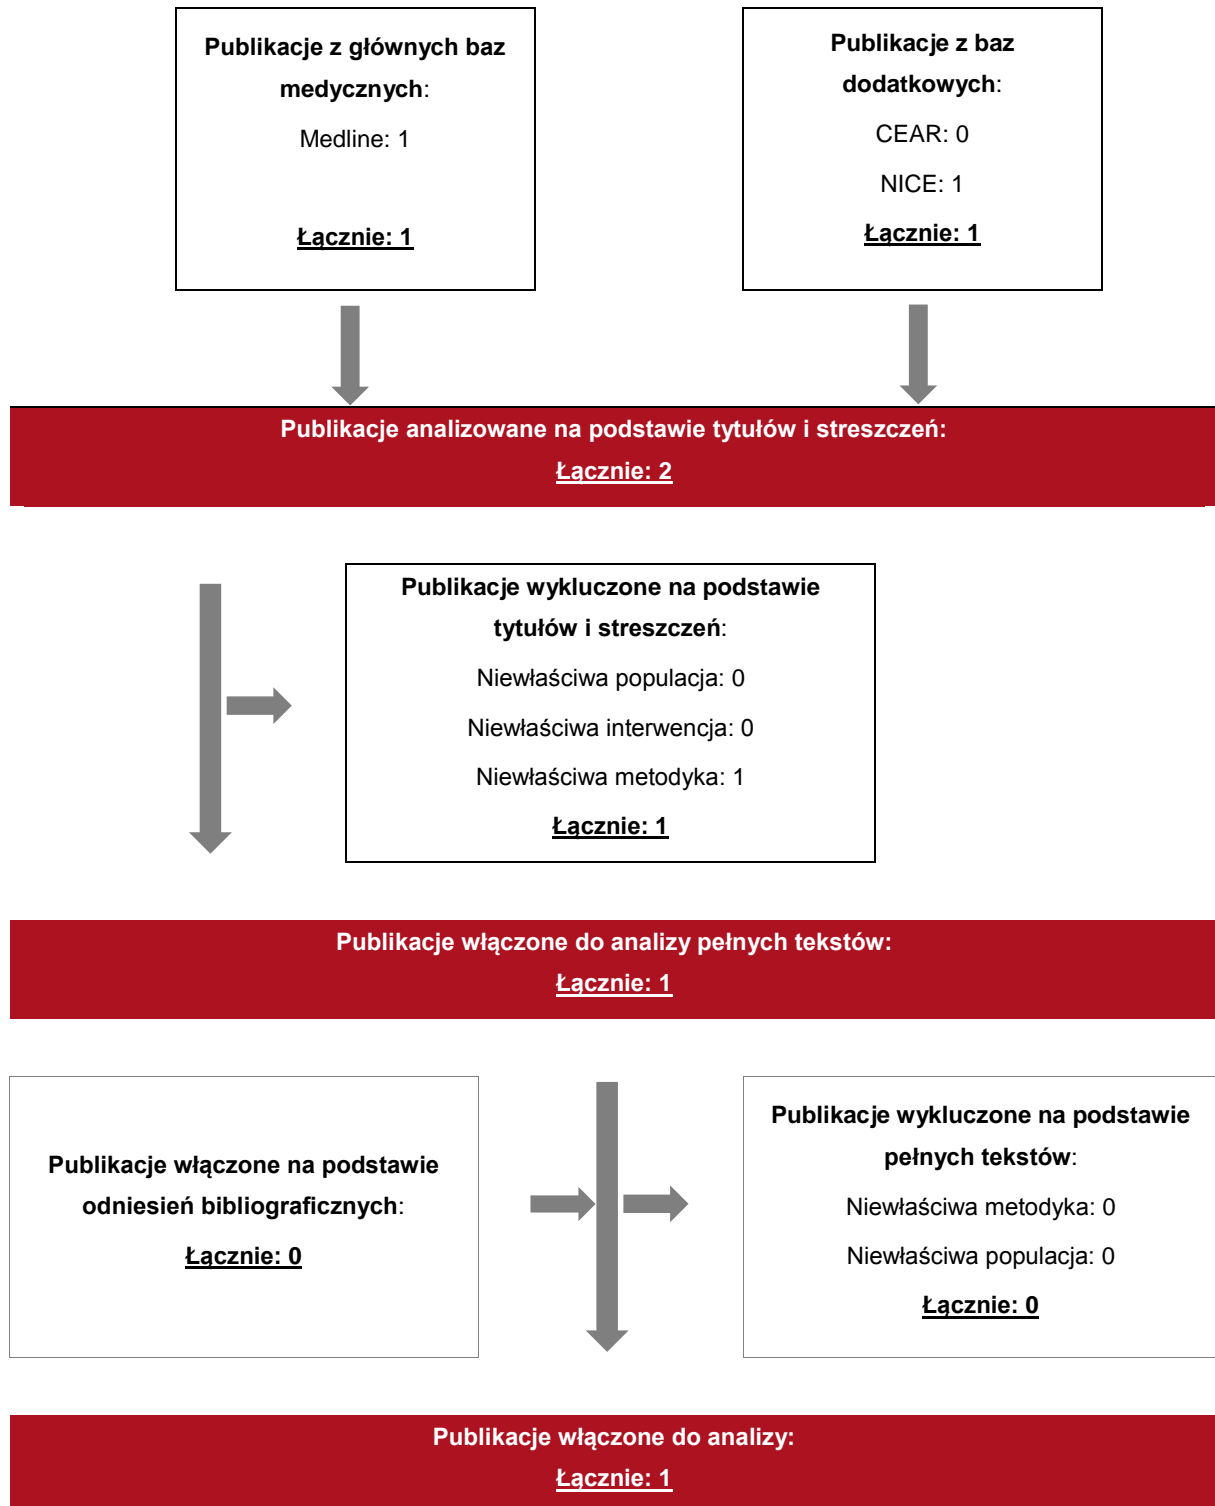 Publikacje z głównych baz
medycznych:
Medline: 1
Łącznie: 1
Publikacje z baz
dodatkowych:
CEAR: 0
NICE: 1
Łącznie: 1
Publikacje analizowane na podstawie tytułów i streszczeń:
Łącznie: 2
Publikacje wykluczone na podstawie
tytułów i streszczeń:
Niewłaściwa populacja: 0
Niewłaściwa interwencja: 0
Niewłaściwa metodyka: 1
Łącznie: 1
Publikacje włączone do analizy pełnych tekstów:
Łącznie: 1
Publikacje włączone na podstawie
odniesień bibliograficznych:
Łącznie: 0
Publikacje wykluczone na podstawie
pełnych tekstów:
Niewłaściwa metodyka: 0
Niewłaściwa populacja: 0
Łącznie: 0
Publikacje włączone do analizy:
Łącznie: 1